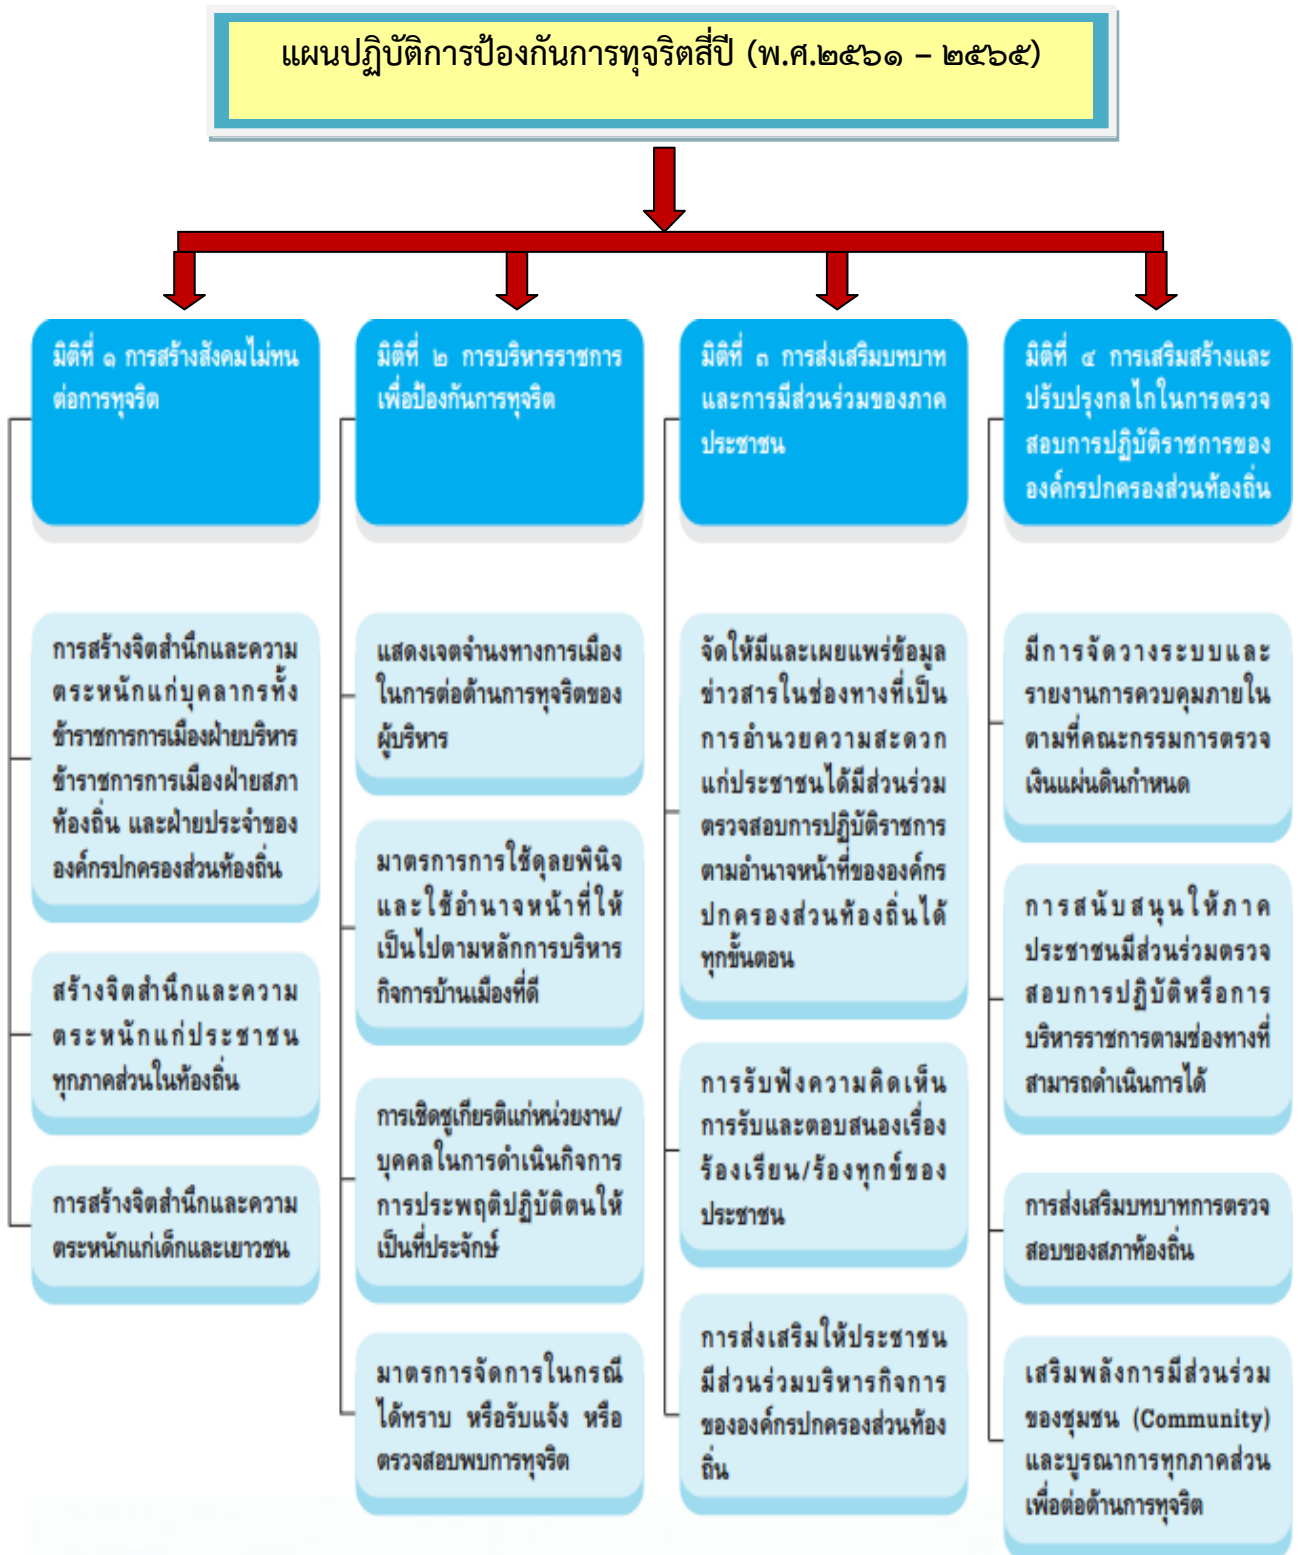 แผนปฏิบัติการป้องกันการทุจริตสี่ปี (พ.ศ.๒๕๖๑ – ๒๕๖๕)
มิติที่ ๑ การสร้างสังคมไม่ทน
ต่อการทุจริต
การสร้างจิตสำนึกและความ
ตระหนักแก่บุคลากรทั้ง
ข้าราชการการเมืองฝ่ายบริหาร
ข้าราชการการเมืองฝ่ายสภา
ท้องถิ่น และฝ่ายประจำของ
องค์กรปกครองส่วนท้องถิ่น
สร้างจิตสำนึกและความ
ตระหนักแก่ประชาชน
ทุกภาคส่วนในท้องถิ่น
การสร้างจิตสำนึกและความ
ตระหนักแก่เด็กและเยาวชน
มิติที่ ๒ การบริหารราชการ
เพื่อป้องกันการทุจริต
แสดงเจตจำนงทางการเมือง
ในการต่อต้านการทุจริตของ
ผู้บริหาร
มาตรการการใช้ดุลยพินิจ
และใช้อำนาจหน้าที่ให้
เป็นไปตามหลักการบริหาร
กิจการบ้านเมืองที่ดี
การเชิดชูเกียรติแก่หน่วยงาน/
บุคคลในการดำเนินกิจการ
การประพฤติปฏิบัติตนให้
เป็นที่ประจักษ์
มาตรการจัดการในกรณี
ได้ทราบ หรือรับแจ้ง หรือ
ตรวจสอบพบการทุจริต
มิติที่ ๓ การส่งเสริมบทบาท
และการมีส่วนร่วมของภาค
ประชาชน
จัดให้มีและเผยแพร่ข้อมูล
ข่าวสารในช่องทางที่เป็น
การอำนวยความสะดวก
แก่ประชาชนได้มีส่วนร่วม
ตรวจสอบการปฏิบัติราชการ
ตามอำนาจหน้าที่ขององค์กร
ปกครองส่วนท้องถิ่นได้
ทุกขั้นตอน
การรับฟังความคิดเห็น
การรับและตอบสนองเรื่อง
ร้องเรียน/ร้องทุกข์ของ
ประชาชน
การส่งเสริมให้ประชาชน
มีส่วนร่วมบริหารกิจการ
ขององค์กรปกครองส่วนท้อง
ถิ่น
มิติที่ ๔ การเสริมสร้างและ
ปรับปรุงกลไกในการตรวจ
สอบการปฏิบัติราชการของ
องค์กรปกครองส่วนท้องถิ่น
มีการจัดวางระบบและ
รายงานการควบคุมภายใน
ตามที่คณะกรรมการตรวจ
เงินแผ่นดินกำหนด
การสนับสนุนให้ภาค
ประชาชนมีส่วนร่วมตรวจ
สอบการปฏิบัติหรือการ
บริหารราชการตามช่องทางที่
สามารถดำเนินการได้
การส่งเสริมบทบาทการตรวจ
สอบของสภาท้องถิ่น
เสริมพลังการมีส่วนร่วม
ของชุมชน (Community)
และบูรณาการทุกภาคส่วน
เพื่อต่อต้านการทุจริต